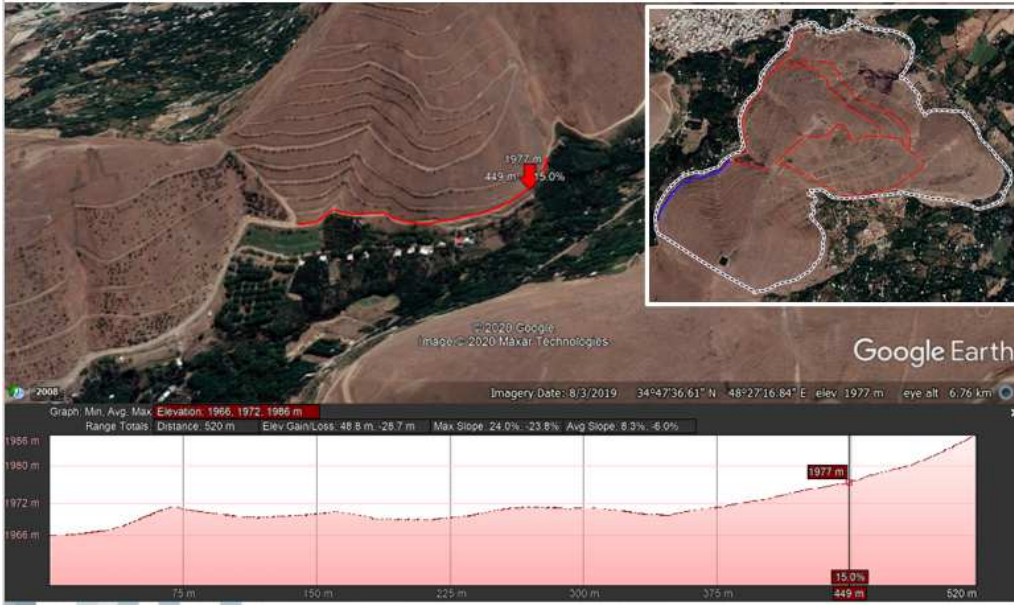 1977 m
449 m 15.0%
© 2020 Google
Image © 2020 Maxar Technologies
Google Earth
2008
Imagery Date: 8/3/2019 34°47'36.61" N 48°27'16.84" E elev 1977 m eye alt 6.76 km
Graph: Min, Avg, Max Elevation: 1966, 1972, 1986 m
Range Totals: Distance: 520 m Elev Gain/Loss: 48.8 m, -28.7 m Max Slope: 24.0%, -23.8% Avg Slope: 8.3%, -6.0%
1986 m
1980 m
1977 m
1972 m
1966 m
15.0%
75 m 150 m 225 m 300 m 375 m 449 m 520 m